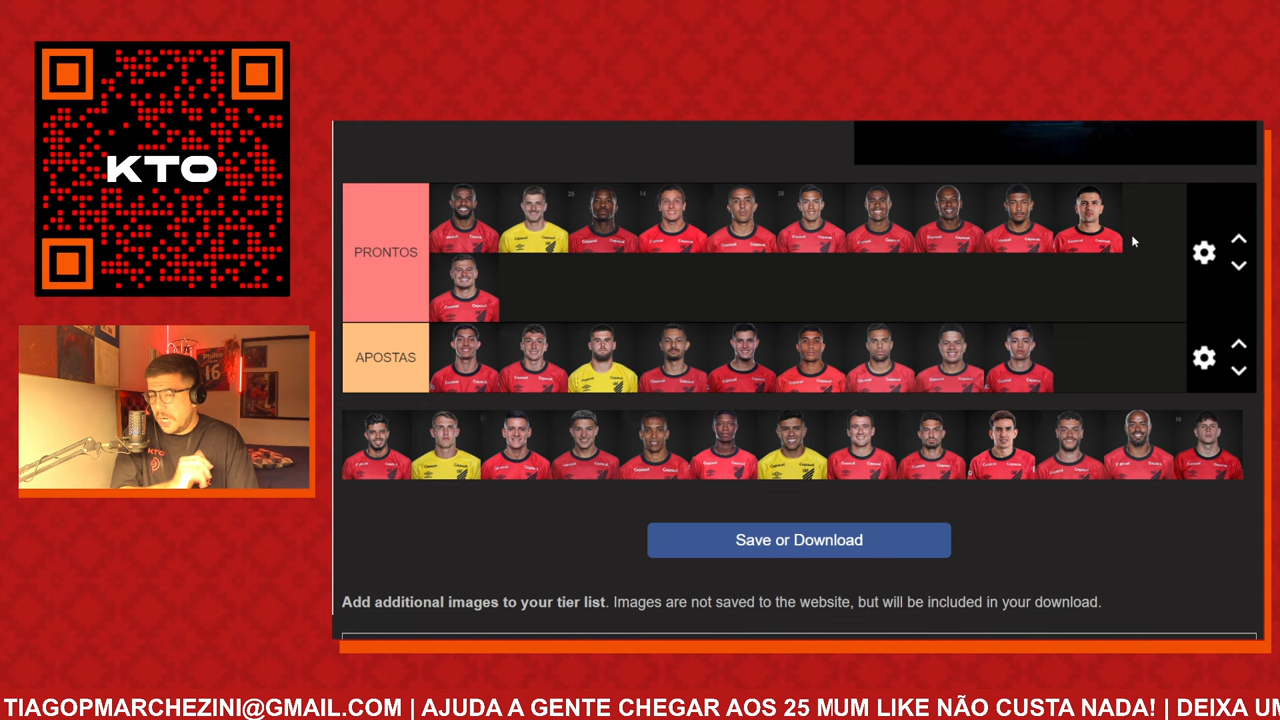 KTO
PRONTOS
APOSTAS
Save or Download
Add additional images to your tier list. Images are not saved to the website, but will be included in your download.
TIAGOPMARCHEZINI@GMAIL.COM | AJUDA A GENTE CHEGAR AOS 25 MUM LIKE NÃO CUSTA NADA! | DEIXA UM